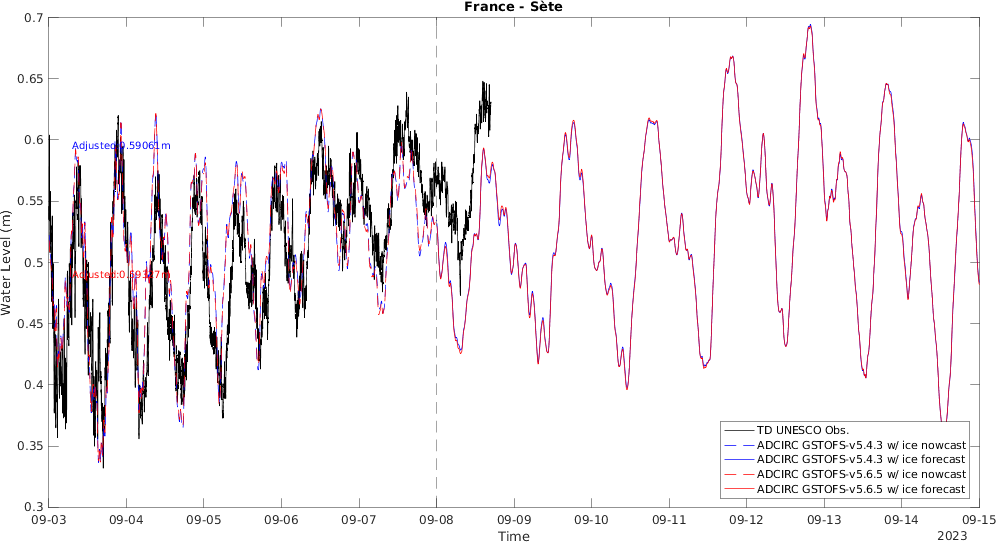 France - Sète
Water Level (m)
0.7
0.65
0.6
0.55
0.5
0.45
0.4
0.35
0.3
Adjusted:0.59061m
TD UNESCO Obs.
ADCIRC GSTOFS-v5.4.3 w/ ice nowcast
ADCIRC GSTOFS-v5.4.3 w/ ice forecast
ADCIRC GSTOFS-v5.6.5 w/ ice nowcast
ADCIRC GSTOFS-v5.6.5 w/ ice forecast
09-03 09-04 09-05 09-06 09-07 09-08 09-09 09-10 09-11 09-12 09-13 09-14 09-15
Time
2023